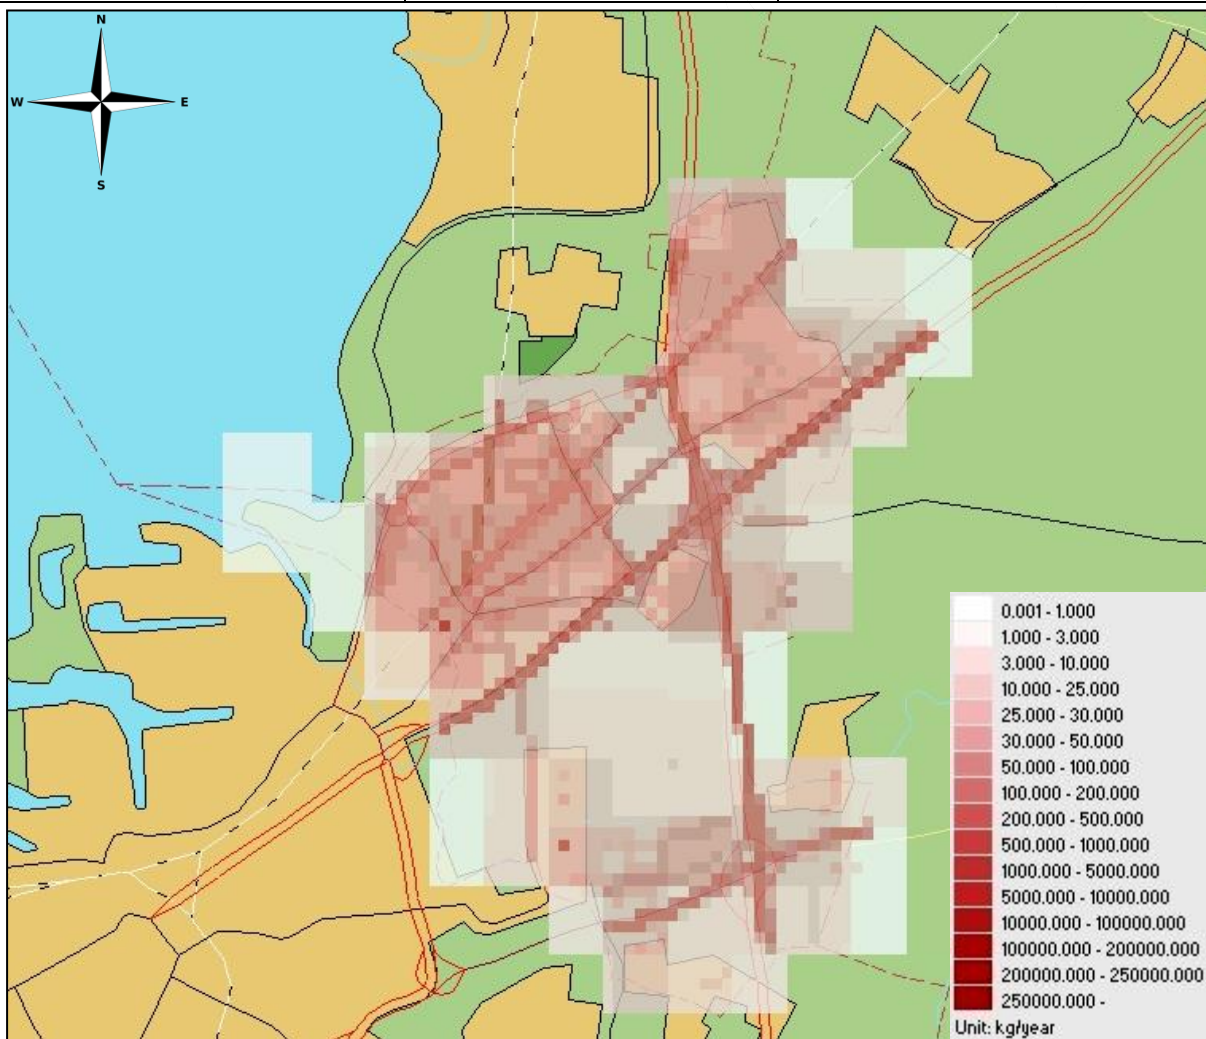 N
W E
S
0.001 - 1.000
1.000 - 3.000
3.000 - 10.000
10.000 - 25.000
25.000 - 30.000
30.000 - 50.000
50.000 - 100.000
100.000 - 200.000
200.000 - 500.000
500.000 - 1000.000
1000.000 - 5000.000
5000.000 - 10000.000
10000.000 - 100000.000
100000.000 - 200000.000
200000.000 - 250000.000
250000.000 -
Unit: kg/year